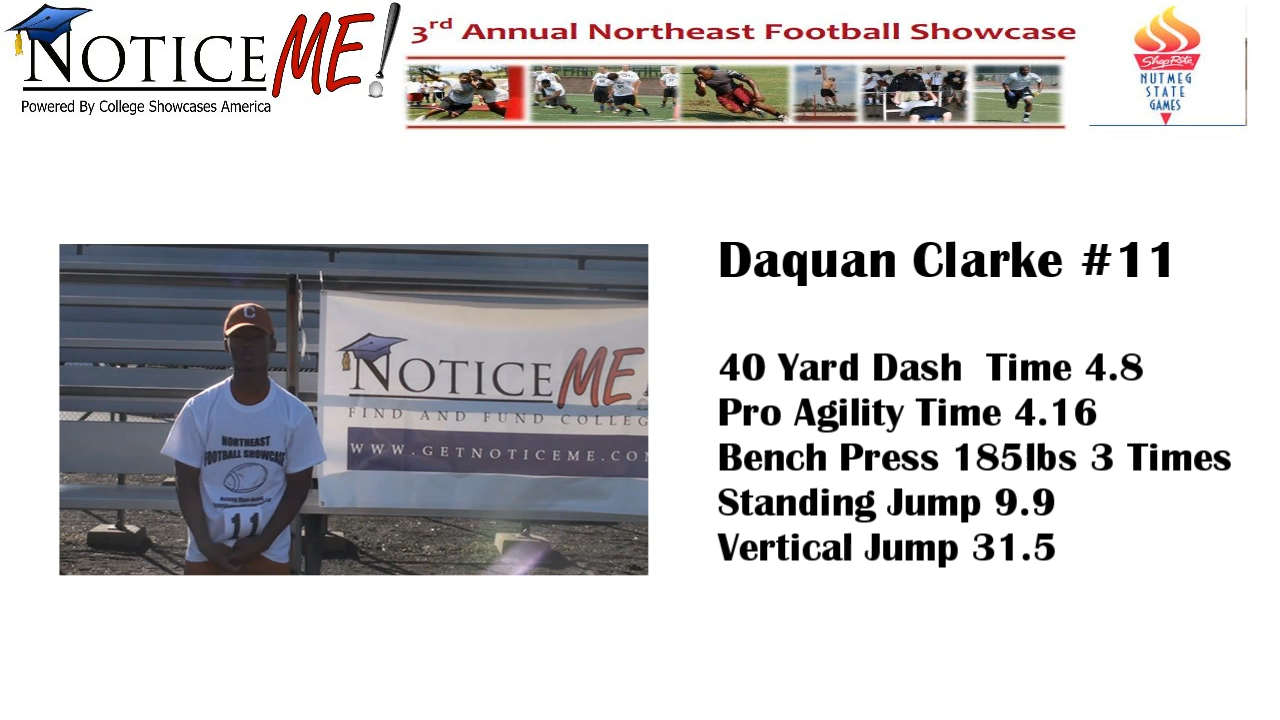 NOTICE ME!
Powered By College Showcases America
3rd Annual Northeast Football Showcase
ShopRite
NUTMEG
STATE
GAMES
Daquan Clarke #11
40 Yard Dash  Time 4.8
Pro Agility Time 4.16
Bench Press 185lbs 3 Times
Standing Jump 9.9
Vertical Jump 31.5
C
NORTHEAST
FOOTBALL SHOWCASE
11
NOTICE ME!
FIND AND FUND COLLEG
WWW.GETNOTICEME.CO